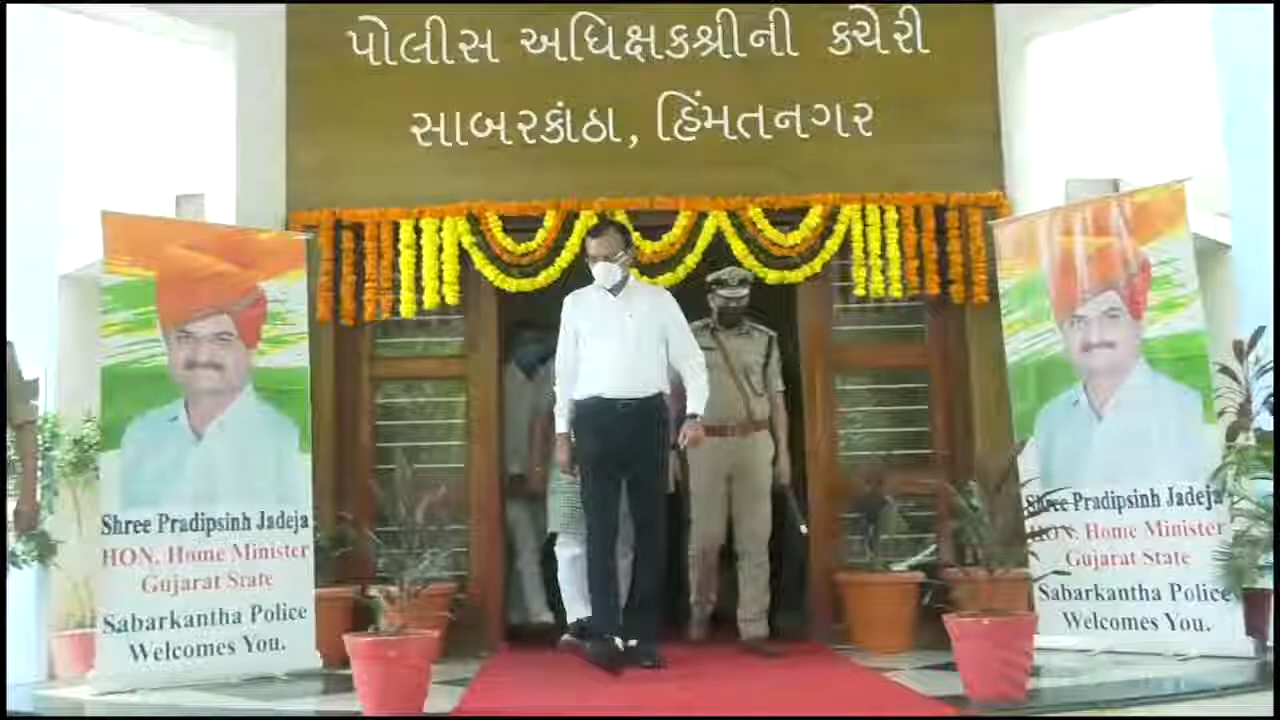 પોલીસ અધિક્ષકશ્રીની કચેરી
સાબરકાંઠા, હિંમતનગર
Shree Pradipsinh Jadeja
HON. Home Minister
Gujarat State
Sabarkantha Police
Welcomes You.
Shree Pradipsinh Jadeja
HON. Home Minister
Gujarat State
Sabarkantha Police
Welcomes You.